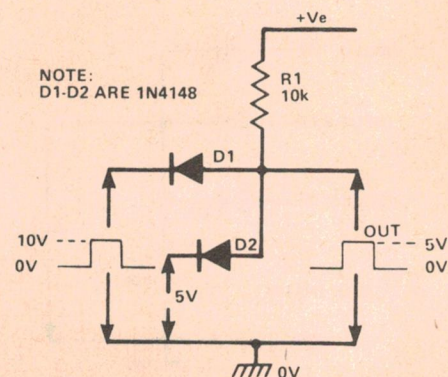 +Ve
NOTE:
D1-D2 ARE 1N4148
R1
10k
D1
10V
0V
D2
5V
OUT
5V
0V
0V